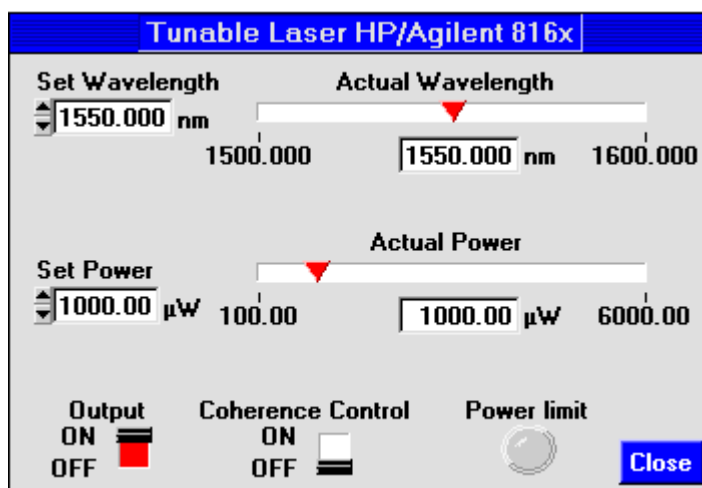 Tunable Laser HP/Agilent 816x
Set Wavelength
Actual Wavelength
1550.000 nm
1500.000
1550.000 nm
1600.000
Actual Power
Set Power
1000.00 µW
100.00
1000.00 µW
6000.00
Output
Coherence Control
Power limit
ON
ON
OFF
OFF
Close